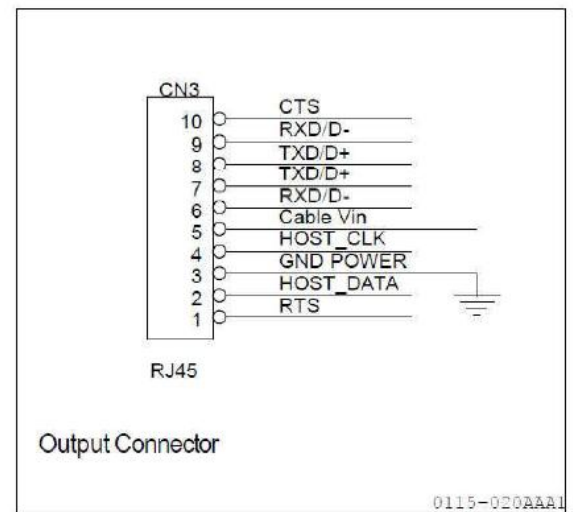 CN3
10 CTS
9 RXD/D-
8 TXD/D+
7 TXD/D+
6 RXD/D-
5 Cable Vin
4 HOST_CLK
3 GND POWER
2 HOST_DATA
1 RTS
RJ45
Output Connector
0115-020AAA1